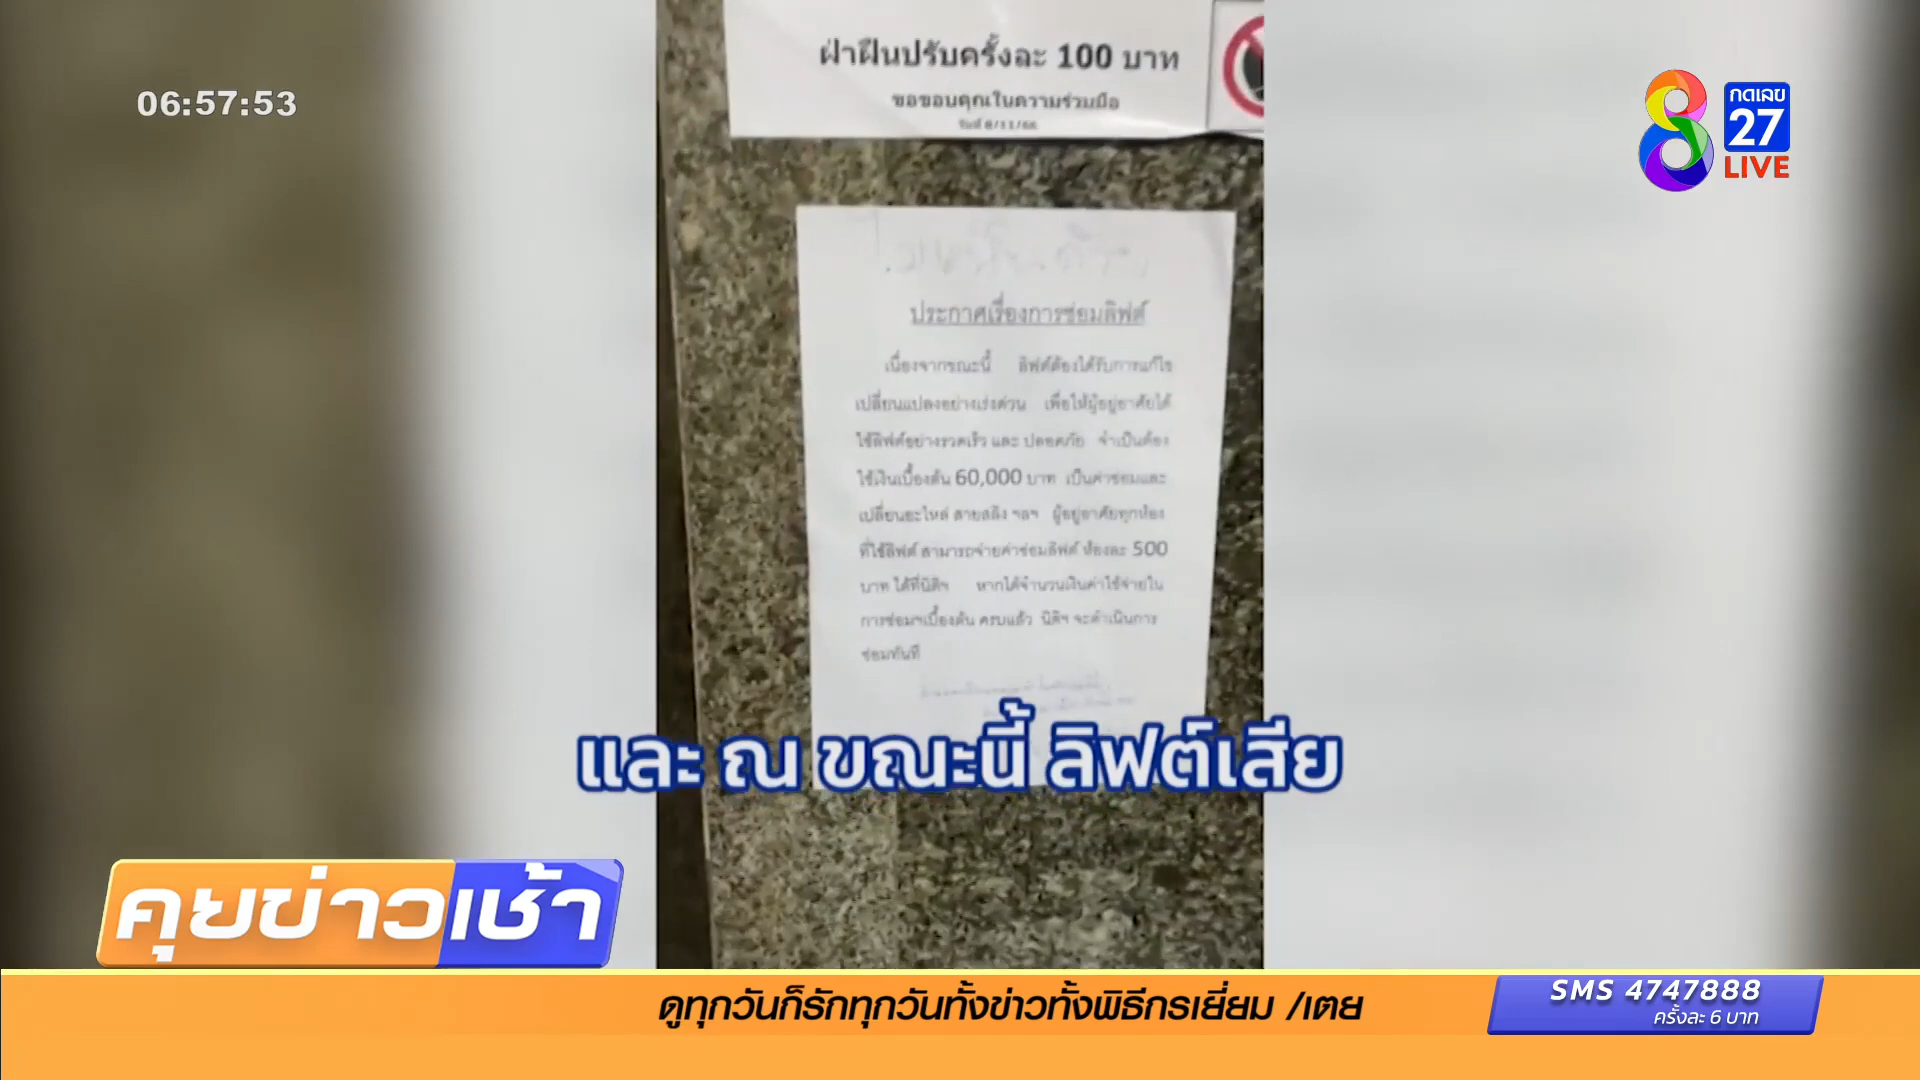 ฝ่าฝืนปรับครั้งละ 100 บาท
ขอขอบคุณในความร่วมมือ
วันที่ 8/11/66
06:57:53
8 กดเลข
27
LIVE
ประกาศเรื่องการซ่อมลิฟต์
เนื่องจากขณะนี้ ลิฟต์ต้องได้รับการแก้ไข
เปลี่ยนแปลงอย่างเร่งด่วน เพื่อให้ผู้อยู่อาศัยได้
ใช้ลิฟต์อย่างรวดเร็ว และ ปลอดภัย จำเป็นต้อง
ใช้เงินเบื้องต้น 60,000 บาท เป็นค่าซ่อมและ
เปลี่ยนอะไหล่ สายสลิง ฯลฯ ผู้อยู่อาศัยทุกห้อง
ที่ใช้ลิฟต์ สามารถจ่ายค่าซ่อมลิฟต์ ห้องละ 500
บาท ได้ที่นิติฯ หากได้จำนวนเงินค่าใช้จ่ายใน
การซ่อมฯเบื้องต้น ครบแล้ว นิติฯ จะดำเนินการ
ซ่อมทันที
และ ณ ขณะนี้ ลิฟต์เสีย
คุยข่าวเช้า
ดูทุกวันก็รักทุกวันทั้งข่าวทั้งพิธีกรเยี่ยม /เตย
SMS 4747888
ครั้งละ 6 บาท